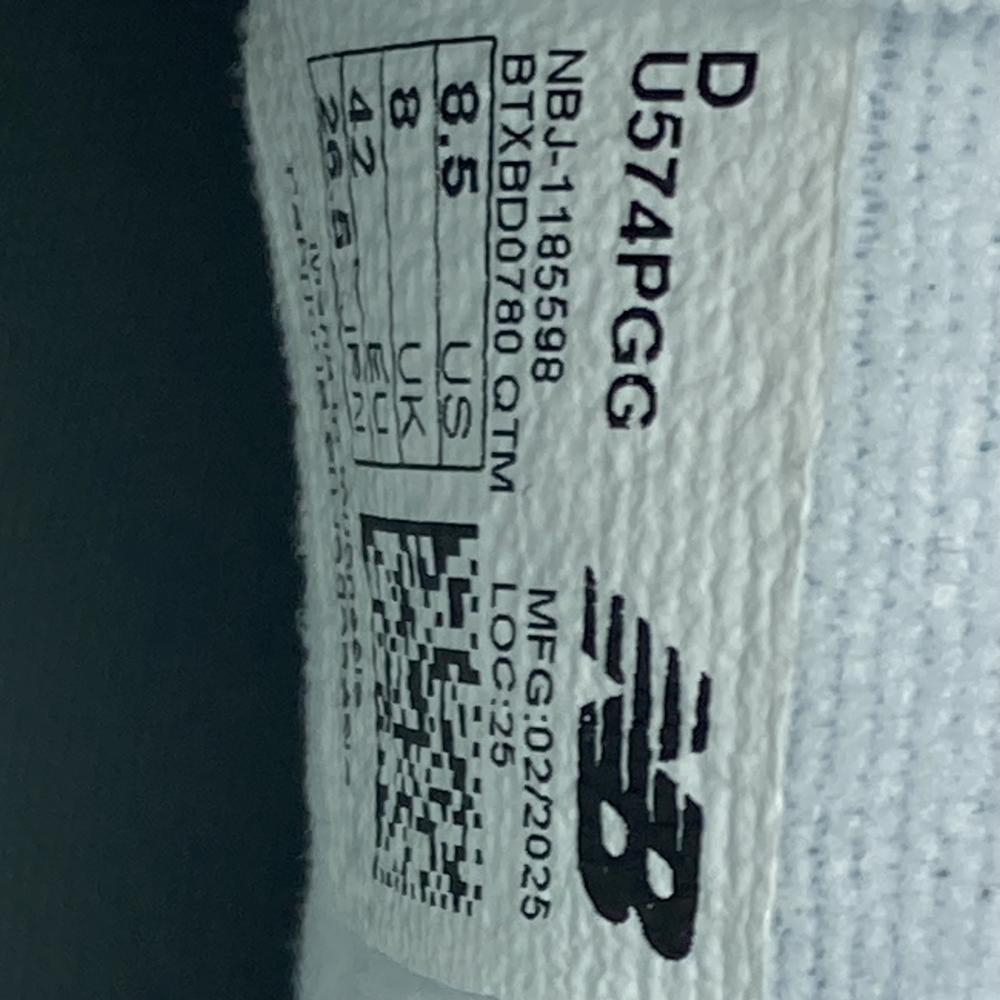 D
U574PGG
NB
NBJ-1185598
MFG:02/2025
BTXBD0780 QTM
LOC:25
8.5 US
8 UK
42 EU
26.5 JPN